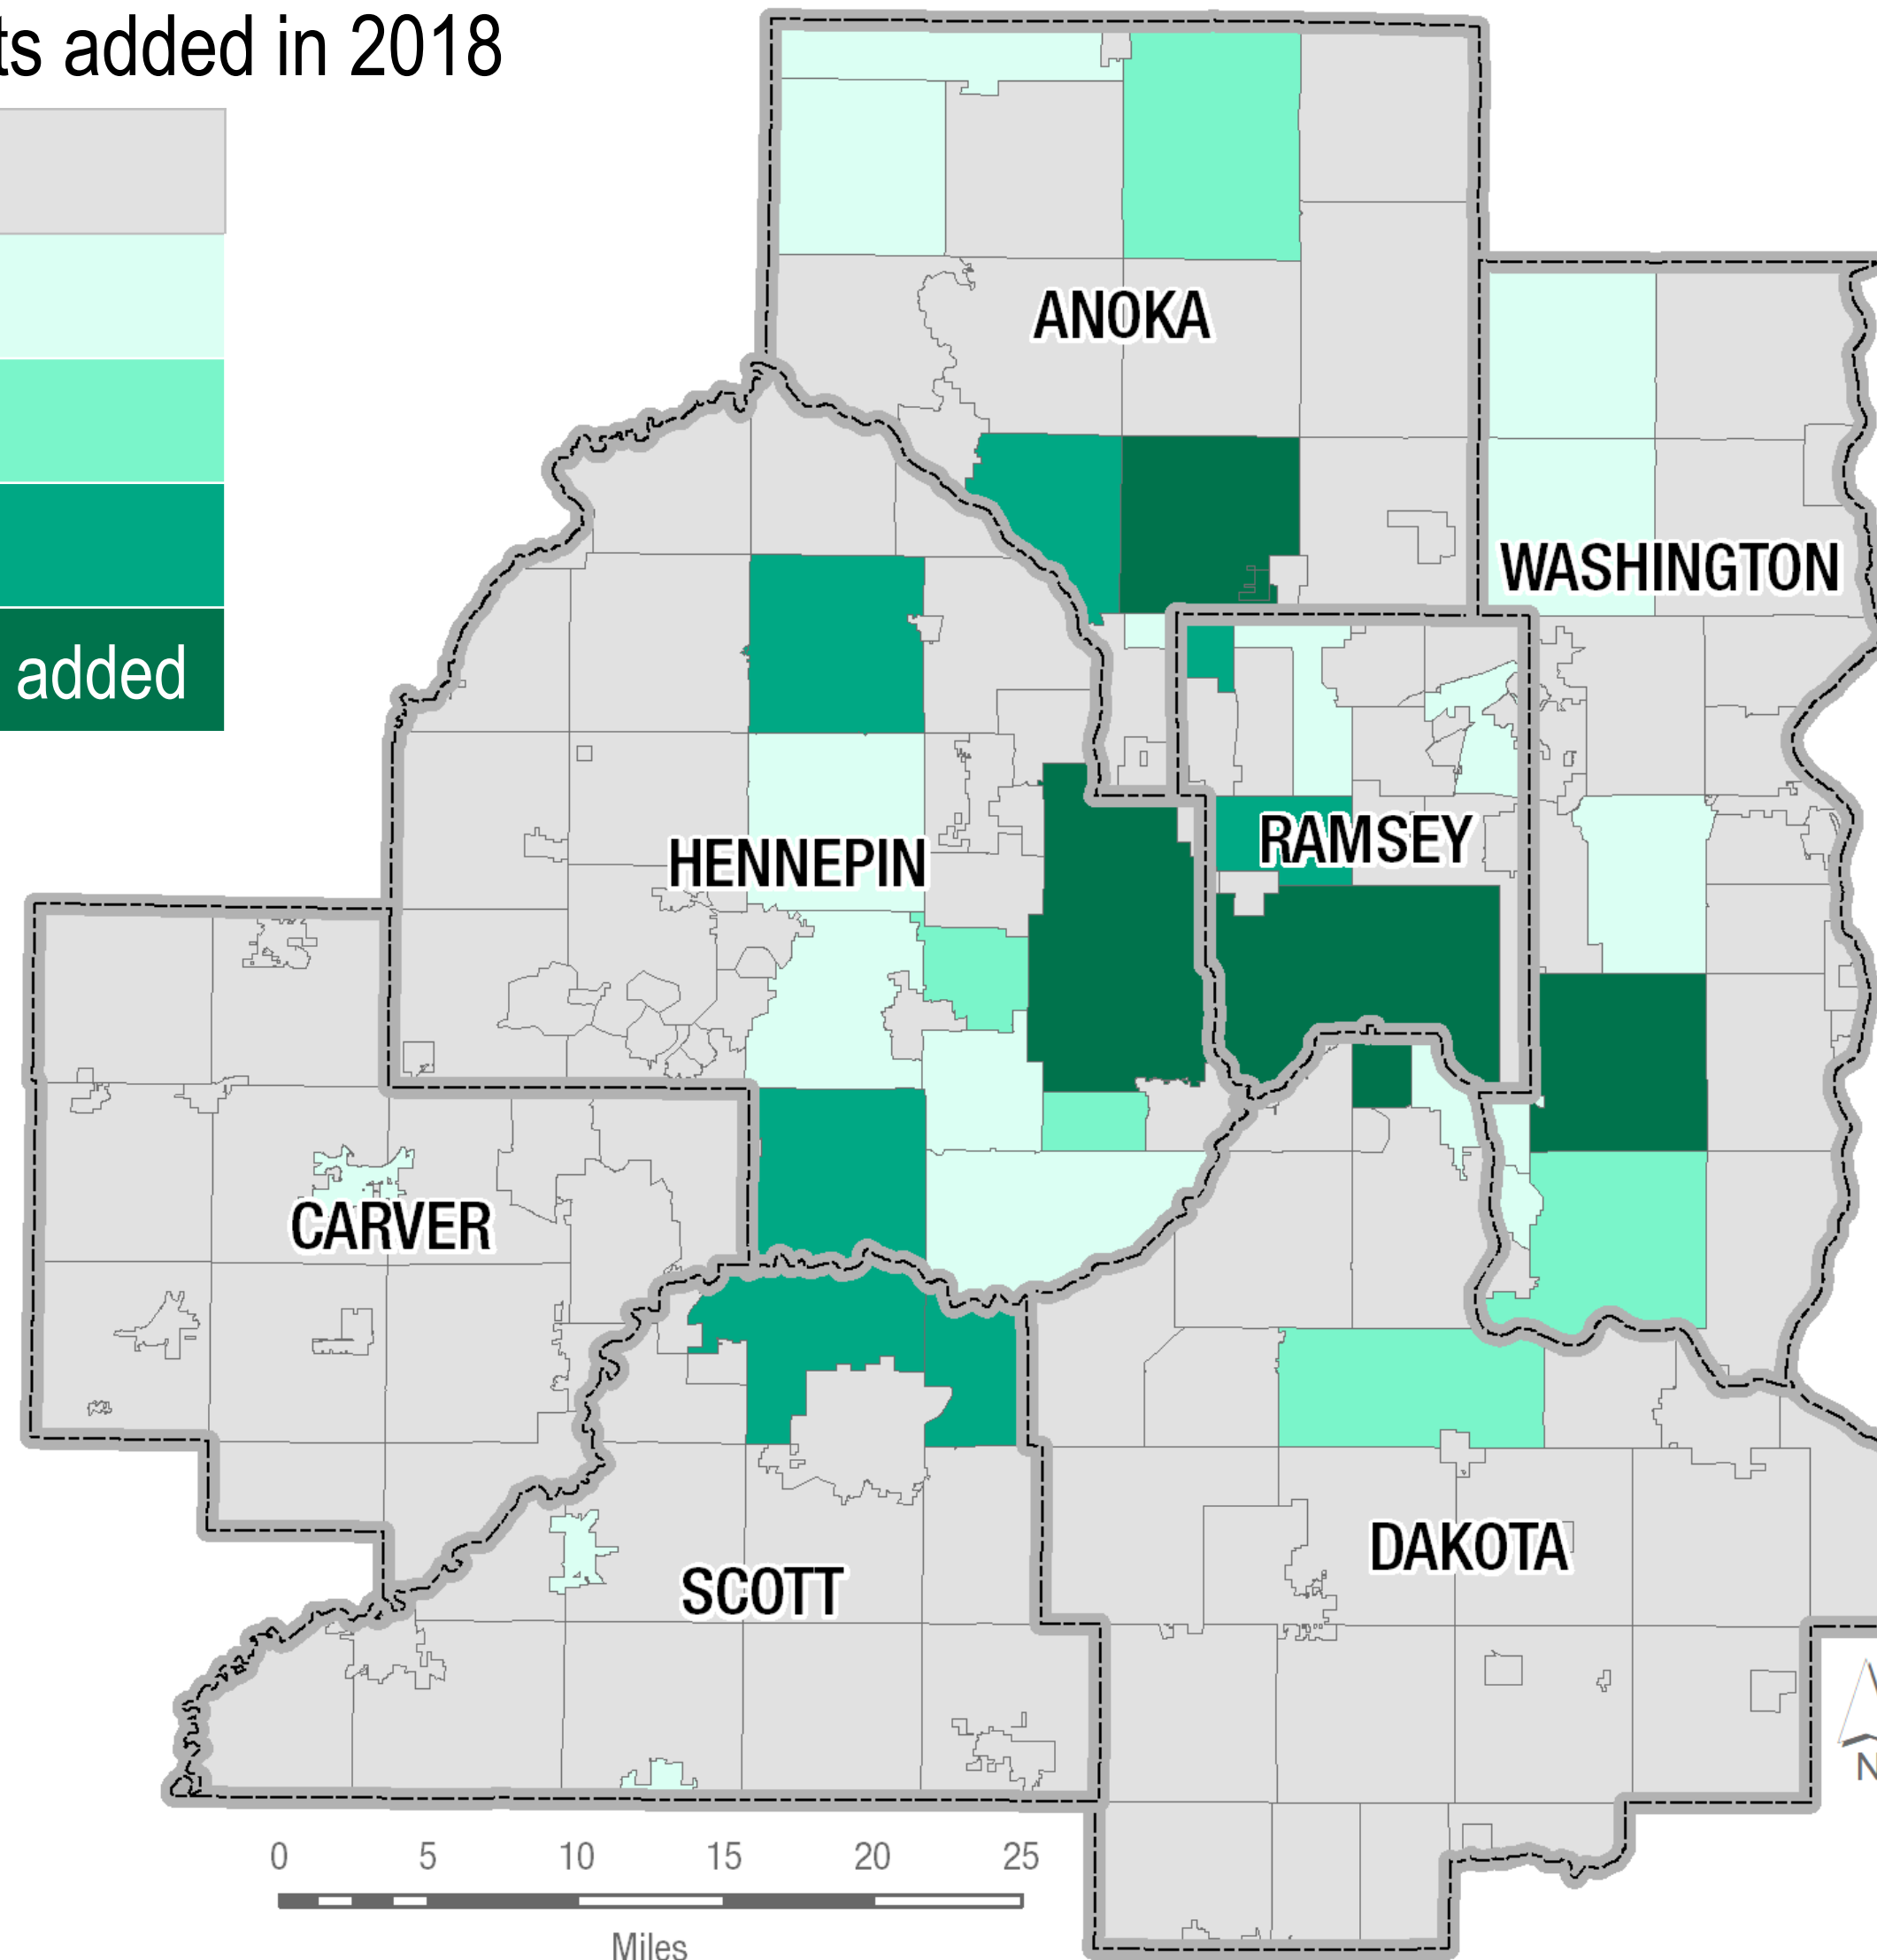 ts added in 2018
added
ANOKA
WASHINGTON
HENNEPIN
RAMSEY
CARVER
SCOTT
DAKOTA
N
0 5 10 15 20 25
Miles